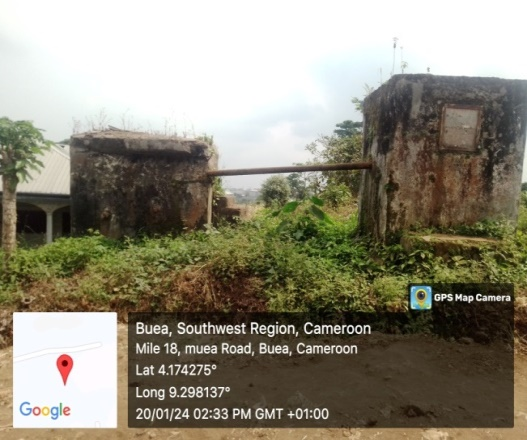 GPS Map Camera
Buea, Southwest Region, Cameroon
Mile 18, muea Road, Buea, Cameroon
Lat 4.174275°
Long 9.298137°
20/01/24 02:33 PM GMT +01:00
Google